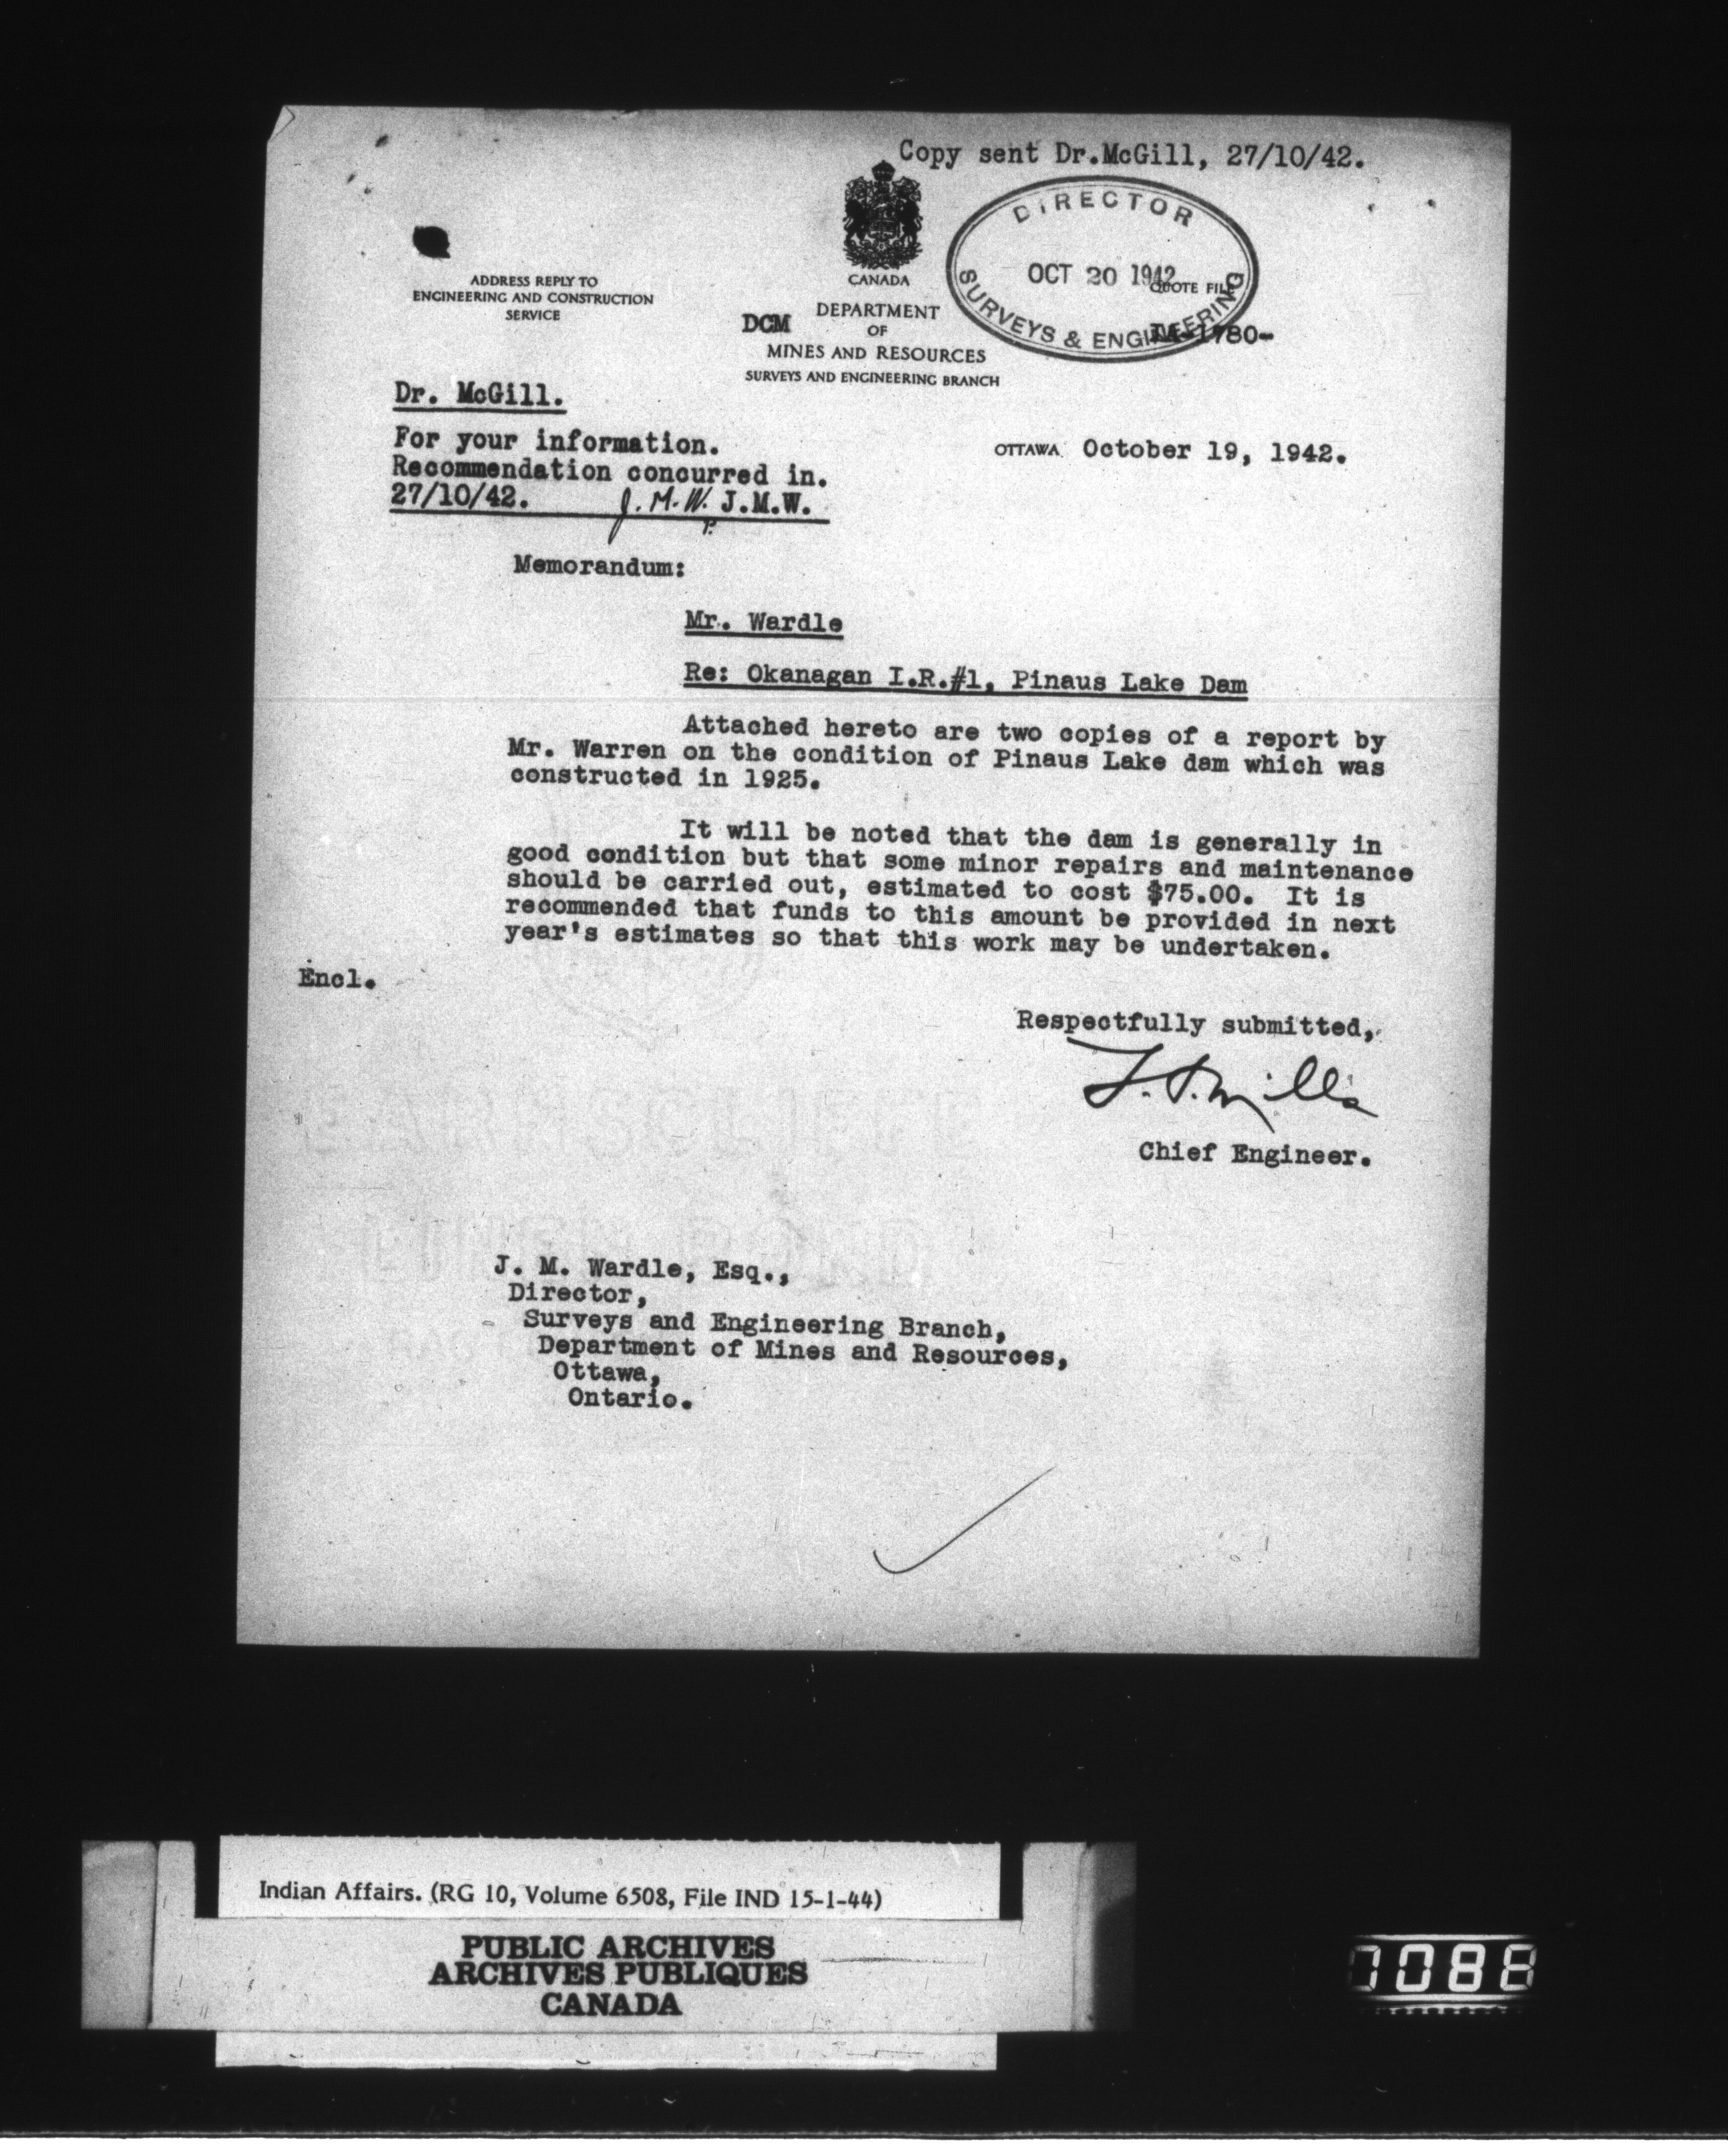 Copy sent Dr.McGill, 27/10/42.
DIRECTOR
OCT 20 1942
SURVEYS & ENGINEERING
ADDRESS REPLY TO
ENGINEERING AND CONSTRUCTION
SERVICE
CANADA
DCM DEPARTMENT
OF
MINES AND RESOURCES
SURVEYS AND ENGINEERING BRANCH
QUOTE FILE
1780-
Dr. McGill.
For your information.
Recommendation concurred in.
27/10/42. J.M.W. J.M.W.
OTTAWA October 19, 1942.
Memorandum:
Mr. Wardle
Re: Okanagan I.R.#1, Pinaus Lake Dam
Attached hereto are two copies of a report by
Mr. Warren on the condition of Pinaus Lake dam which was
constructed in 1925.
It will be noted that the dam is generally in
good condition but that some minor repairs and maintenance
should be carried out, estimated to cost $75.00. It is
recommended that funds to this amount be provided in next
year's estimates so that this work may be undertaken.
Encl.
Respectfully submitted,
Chief Engineer.
J. M. Wardle, Esq.,
Director,
Surveys and Engineering Branch,
Department of Mines and Resources,
Ottawa,
Ontario.
Indian Affairs. (RG 10, Volume 6508, File IND 15-1-44)
PUBLIC ARCHIVES
ARCHIVES PUBLIQUES
CANADA
7088